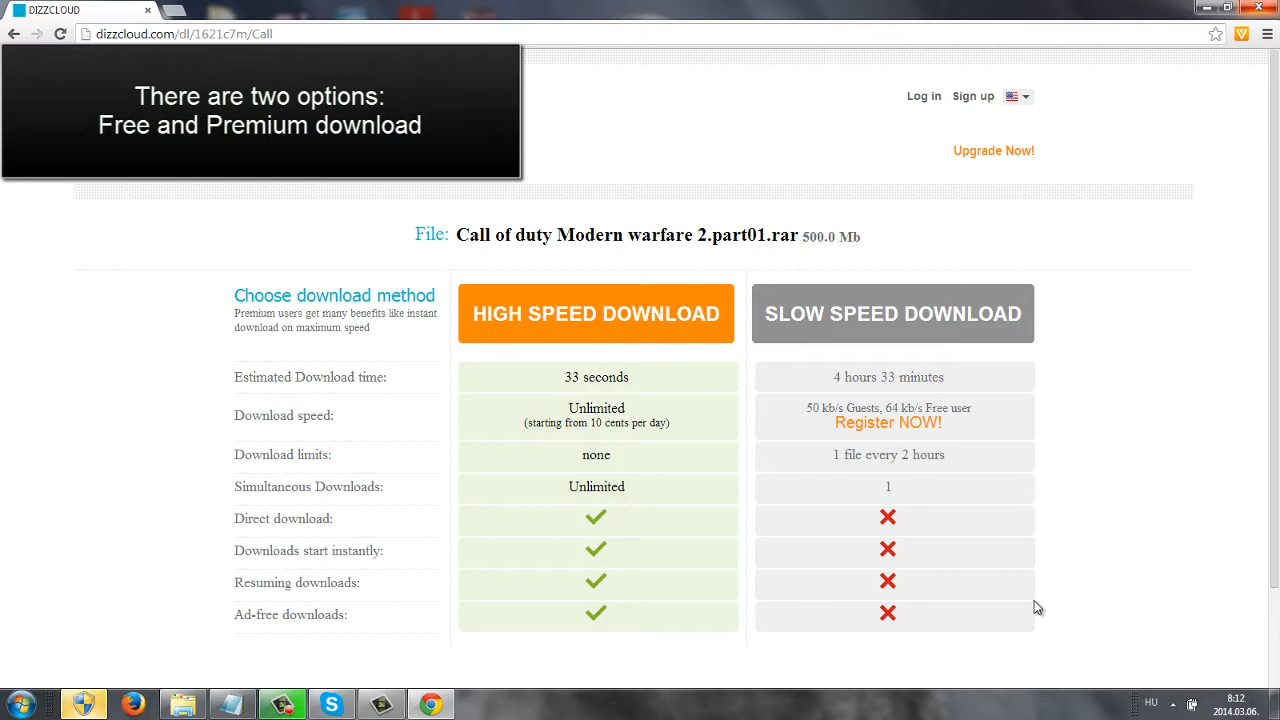 DIZZCLOUD
dizzcloud.com/dl/1621c7m/Call
There are two options:
Free and Premium download
Log in Sign up
Upgrade Now!
File: Call of duty Modern warfare 2.part01.rar 500.0 Mb
Choose download method
Premium users get many benefits like instant
download on maximum speed
HIGH SPEED DOWNLOAD
SLOW SPEED DOWNLOAD
Estimated Download time: 33 seconds 4 hours 33 minutes
Download speed: Unlimited
(starting from 10 cents per day)
50 kb/s Guests, 64 kb/s Free user
Register NOW!
Download limits: none 1 file every 2 hours
Simultaneous Downloads: Unlimited 1
Direct download:
Downloads start instantly:
Resuming downloads:
Ad-free downloads:
HU
8:12
2014.03.06.